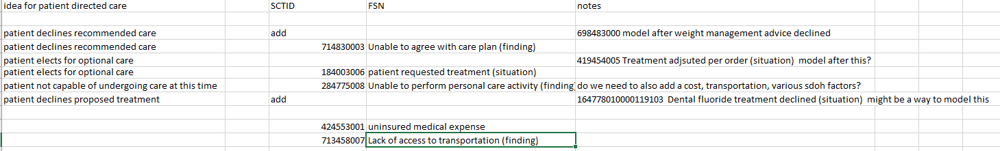 idea for patient directed care SCTID FSN notes
patient declines recommended care add 698483000 model after weight management advice declined
patient declines recommended care 714830003 Unable to agree with care plan (finding)
patient elects for optional care 419454005 Treatment adjsuted per order (situation) model after this?
patient elects for optional care 184003006 patient requested treatment (situation)
patient not capable of undergoing care at this time 284775008 Unable to perform personal care activity (finding do we need to also add a cost, transportation, various sdoh factors?
patient declines proposed treatment add 164778010000119103 Dental fluoride treatment declined (situation) might be a way to model this
424553001 uninsured medical expense
713458007 Lack of access to transportation (finding)